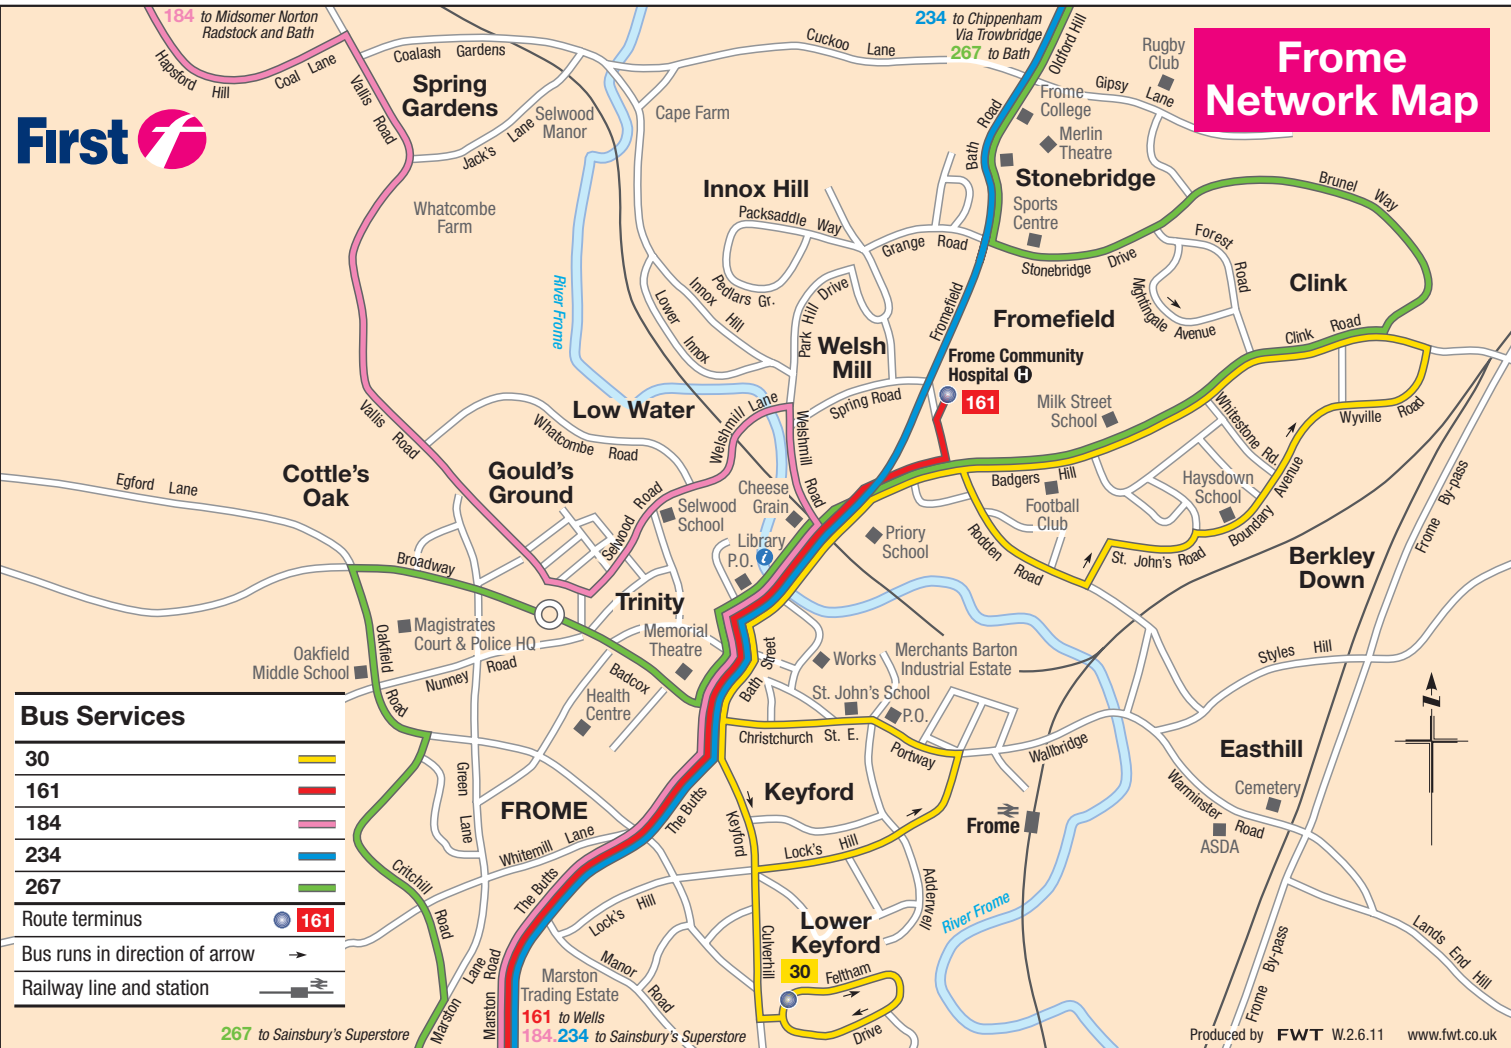 184 to Midsomer Norton
Radstock and Bath
234 to Chippenham
Via Trowbridge
267 to Bath
Frome
Network Map
First
Hapsford Hill
Coal Lane
Vallis Road
Coalash Gardens
Spring
Gardens
Jack's Lane
Selwood
Manor
Cape Farm
Cuckoo Lane
Oldford Hill
Rugby
Club
Gipsy Lane
Frome
College
Merlin
Theatre
Bath Road
Stonebridge
Sports
Centre
Brunel Way
Whatcombe
Farm
Innox Hill
Packsaddle Way
Grange Road
Stonebridge Drive
Forest Road
Nightingale Avenue
Clink
Clink Road
River Frome
Lower Innox
Innox Hill
Pedlars Gr.
Park Hill Drive
Fromefield
Fromefield
Welsh
Mill
Frome Community
Hospital H
161
Spring Road
Milk Street
School
Whitestone Rd.
Wyville Road
Vallis Road
Low Water
Whatcombe Road
Welshmill Lane
Welshmill Road
Egford Lane
Cottle's
Oak
Gould's
Ground
Selwood Road
Selwood
School
Cheese
Grain
Library
P.O.
i
Priory
School
Badgers Hill
Football
Club
Haysdown
School
Boundary Avenue
St. John's Road
Rodden Road
Berkley
Down
Frome By-pass
Broadway
Trinity
Memorial
Theatre
Magistrates
Court & Police HQ
Oakfield
Middle School
Oakfield Road
Nunney Road
Badcox
Health
Centre
Bath Street
Works
Merchants Barton
Industrial Estate
St. John's School
P.O.
Christchurch St. E.
Portway
Wallbridge
Styles Hill
N
Easthill
Cemetery
Warminster Road
ASDA
Bus Services
30
161
184
234
267
Route terminus 161
Bus runs in direction of arrow
Railway line and station
Green Lane
FROME
Whitemill Lane
The Butts
Keyford
Keyford
Lock's Hill
Frome
Critchill Road
The Butts
Lock's Hill
Adderwell
River Frome
Lower
Keyford
Culverhill
30
Feltham Drive
Manor Road
Marston Lane
Marston Road
Marston
Trading Estate
161 to Wells
184.234 to Sainsbury's Superstore
267 to Sainsbury's Superstore
Lands End Hill
Frome By-pass
Produced by FWT W.2.6.11 www.fwt.co.uk